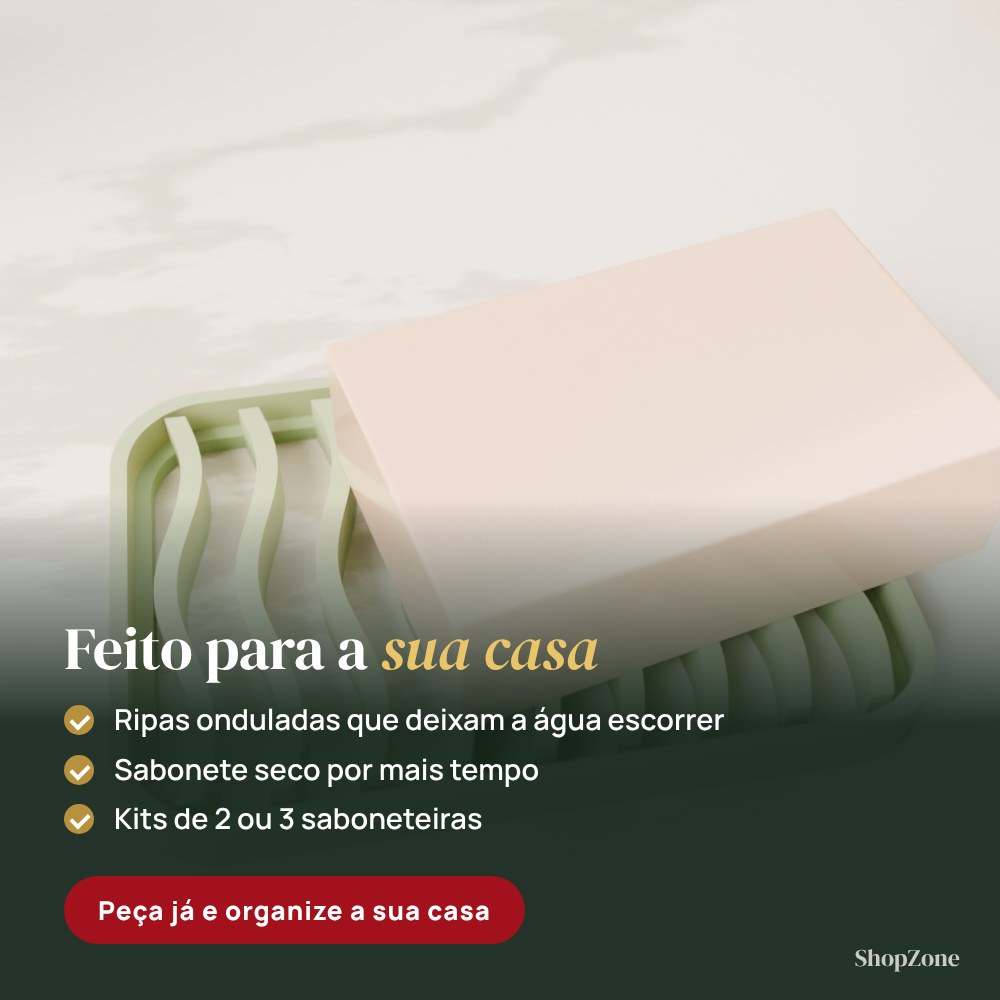 Feito para a sua casa
Ripas onduladas que deixam a água escorrer
Sabonete seco por mais tempo
Kits de 2 ou 3 saboneteiras
Peça já e organize a sua casa
ShopZone